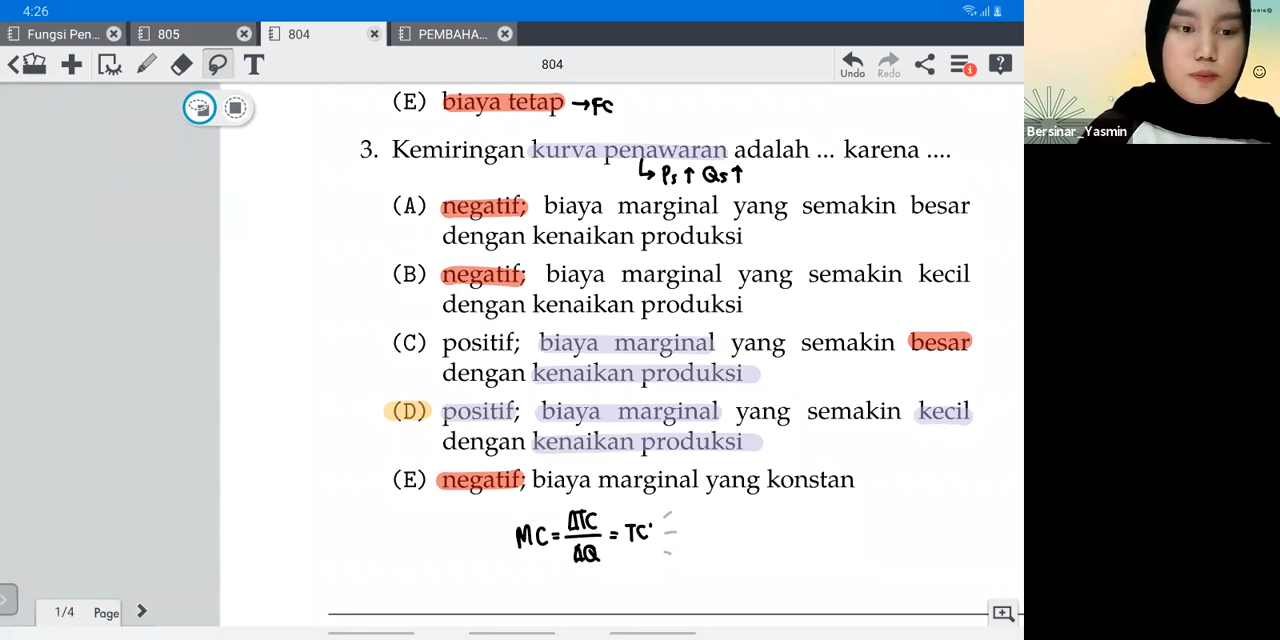 4:26
Fungsi Pen...
805
804
PEMBAHA...
804
Undo
Redo
(E) biaya tetap →FC
3. Kemiringan kurva penawaran adalah ... karena ....
↳ Ps↑ Qs↑
(A) negatif; biaya marginal yang semakin besar
dengan kenaikan produksi
(B) negatif; biaya marginal yang semakin kecil
dengan kenaikan produksi
(C) positif; biaya marginal yang semakin besar
dengan kenaikan produksi
(D) positif; biaya marginal yang semakin kecil
dengan kenaikan produksi
(E) negatif; biaya marginal yang konstan
MC = ΔTC/ΔQ = TC'
1/4 Page
Bersinar_Yasmin